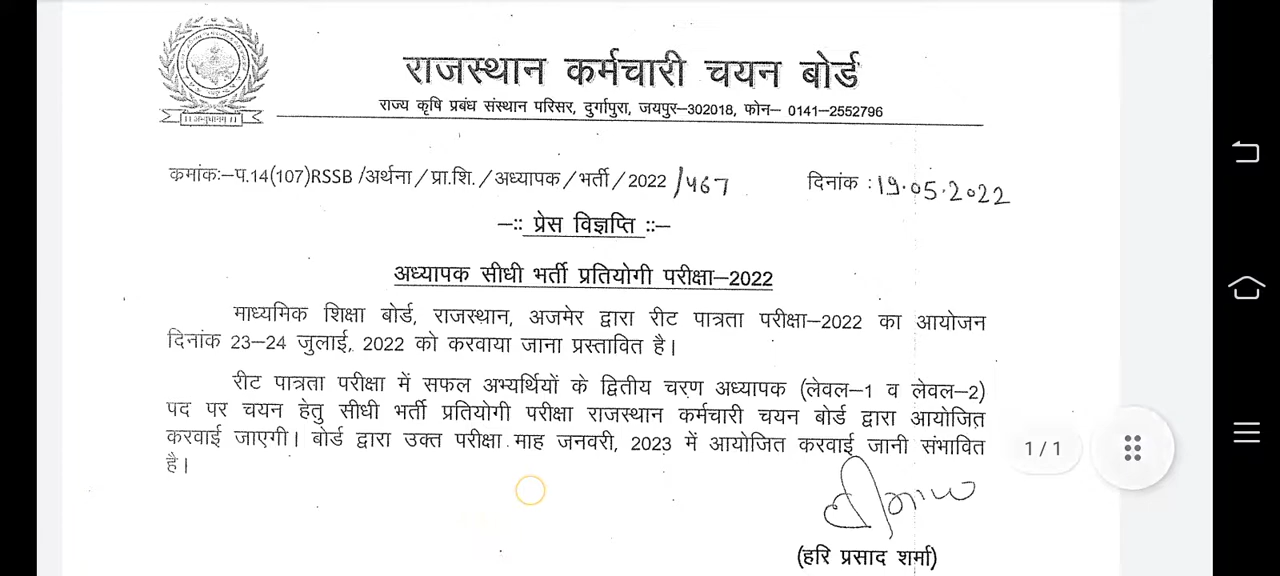 राजस्थान कर्मचारी चयन बोर्ड
राज्य कृषि प्रबंध संस्थान परिसर, दुर्गापुरा, जयपुर–302018, फोन– 0141–2552796
कमांकः–प.14(107)RSSB /अर्थना/प्रा.शि./अध्यापक/भर्ती/2022 /467 दिनांक : 19.05.2022
–:: प्रेस विज्ञप्ति ::–
अध्यापक सीधी भर्ती प्रतियोगी परीक्षा–2022
माध्यमिक शिक्षा बोर्ड, राजस्थान, अजमेर द्वारा रीट पात्रता परीक्षा–2022 का आयोजन
दिनांक 23–24 जुलाई, 2022 को करवाया जाना प्रस्तावित है।
रीट पात्रता परीक्षा में सफल अभ्यर्थियों के द्वितीय चरण अध्यापक (लेवल–1 व लेवल–2)
पद पर चयन हेतु सीधी भर्ती प्रतियोगी परीक्षा राजस्थान कर्मचारी चयन बोर्ड द्वारा आयोजित
करवाई जाएगी। बोर्ड द्वारा उक्त परीक्षा माह जनवरी, 2023 में आयोजित करवाई जानी संभावित
है।
1/1
(हरि प्रसाद शर्मा)